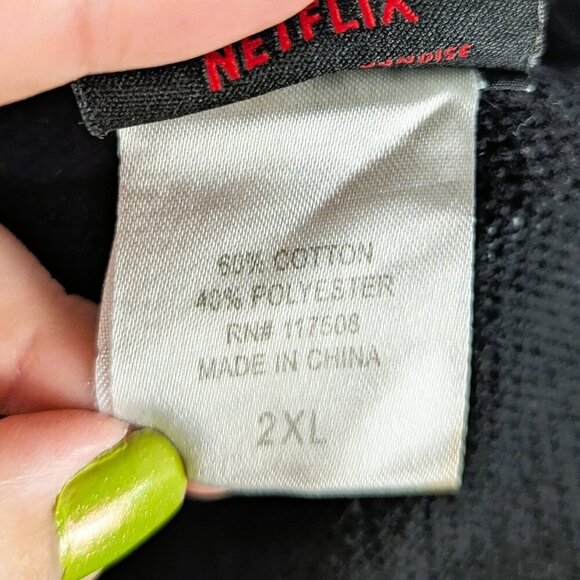 NETFLIX
60% COTTON
40% POLYESTER
RN# 117508
MADE IN CHINA
2XL